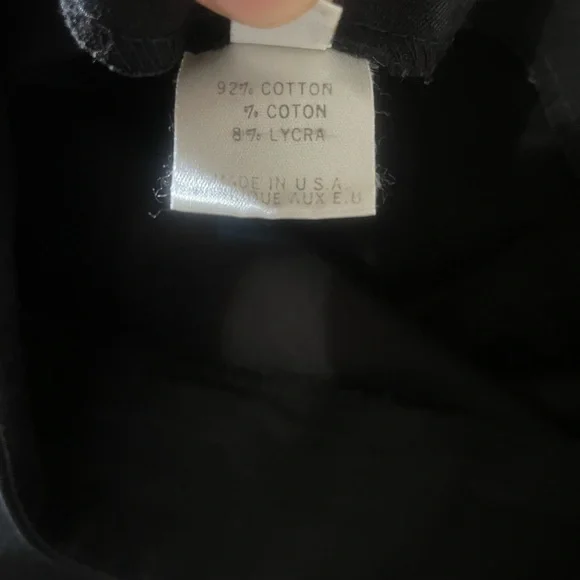 92% COTTON
% COTON
8% LYCRA
MADE IN U.S.A.
AUX E.U